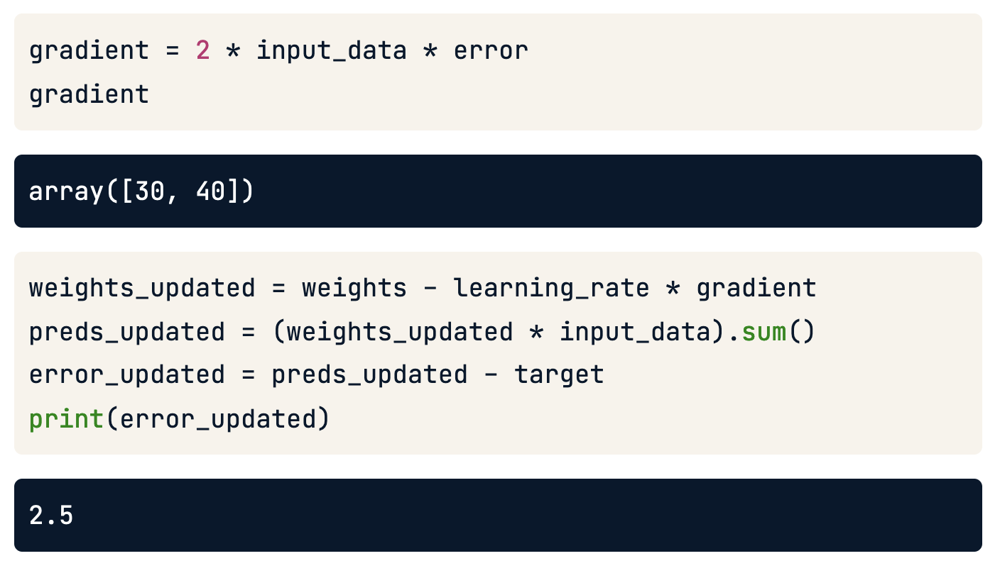 gradient = 2 * input_data * error
gradient
array([30, 40])
weights_updated = weights - learning_rate * gradient
preds_updated = (weights_updated * input_data).sum()
error_updated = preds_updated - target
print(error_updated)
2.5